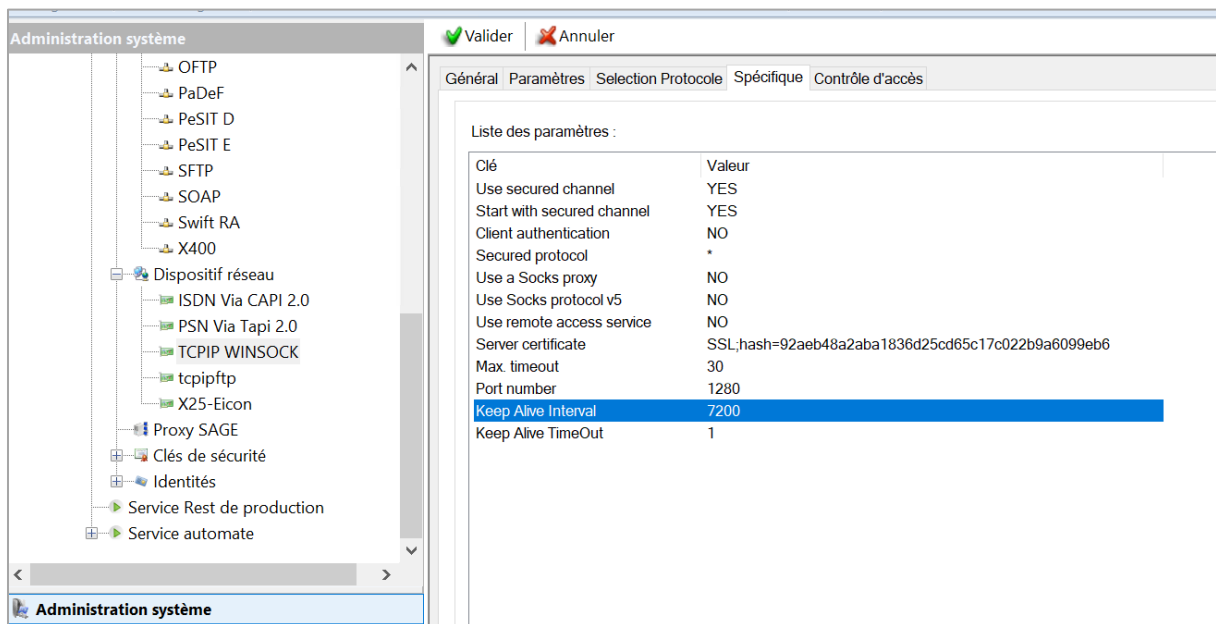 Administration système
OFTP
PaDeF
PeSIT D
PeSIT E
SFTP
SOAP
Swift RA
X400
Dispositif réseau
ISDN Via CAPI 2.0
PSN Via Tapi 2.0
TCPIP WINSOCK
tcpipftp
X25-Eicon
Proxy SAGE
Clés de sécurité
Identités
Service Rest de production
Service automate
Administration système
Valider Annuler
Général Paramètres Selection Protocole Spécifique Contrôle d'accès
Liste des paramètres :
Clé Valeur
Use secured channel YES
Start with secured channel YES
Client authentication NO
Secured protocol *
Use a Socks proxy NO
Use Socks protocol v5 NO
Use remote access service NO
Server certificate SSL;hash=92aeb48a2aba1836d25cd65c17c022b9a6099eb6
Max. timeout 30
Port number 1280
Keep Alive Interval 7200
Keep Alive TimeOut 1